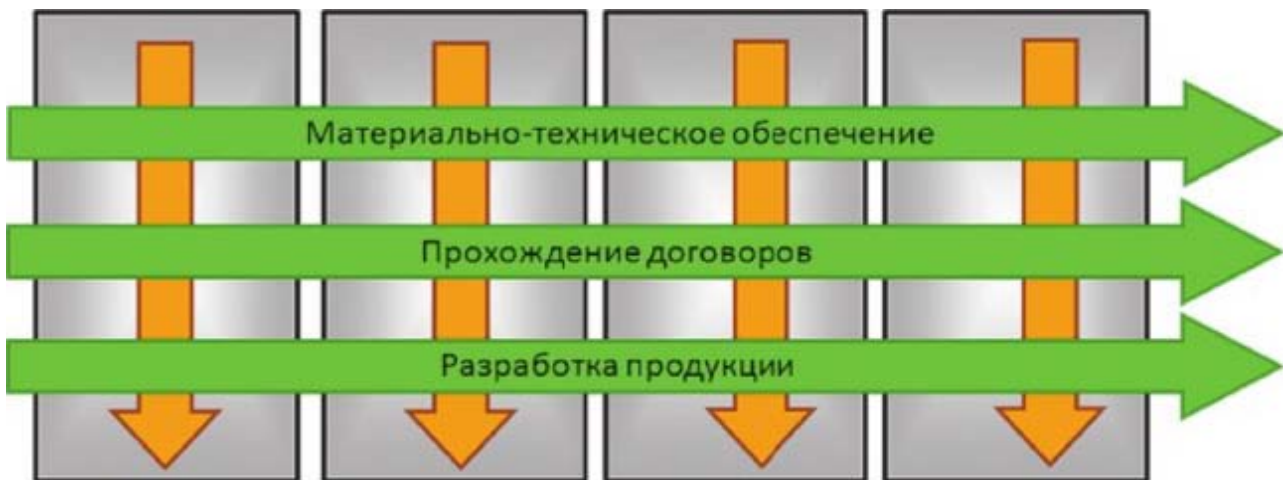 Материально-техническое обеспечение
Прохождение договоров
Разработка продукции